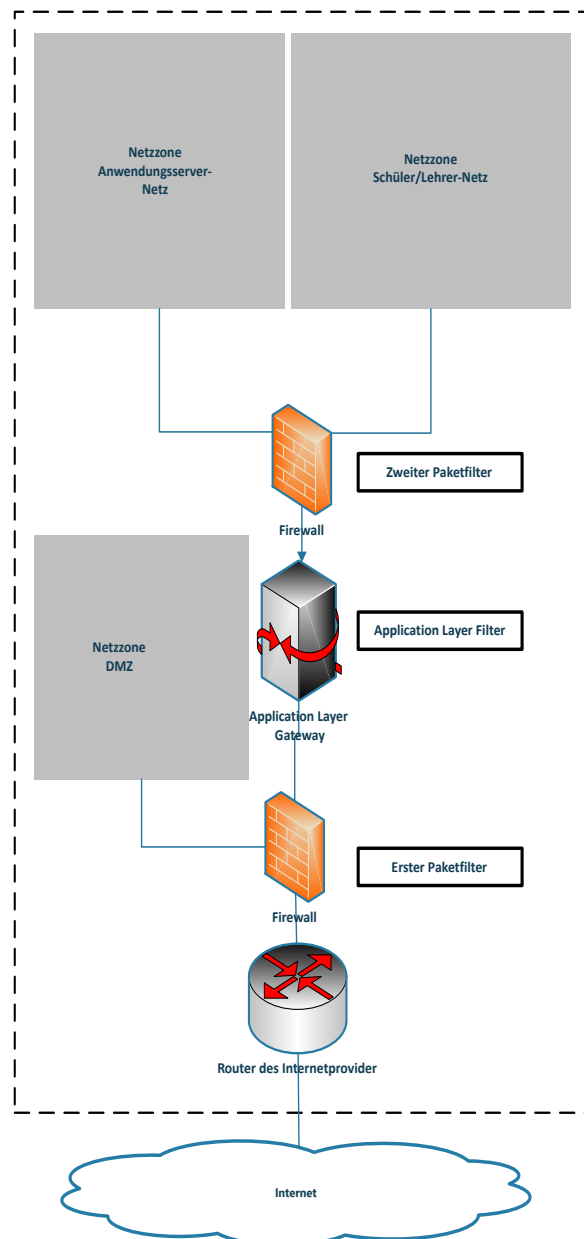 Netzzone
Anwendungsserver-
Netz
Netzzone
Schüler/Lehrer-Netz
Zweiter Paketfilter
Firewall
Netzzone
DMZ
Application Layer Filter
Application Layer
Gateway
Erster Paketfilter
Firewall
Router des Internetprovider
Internet